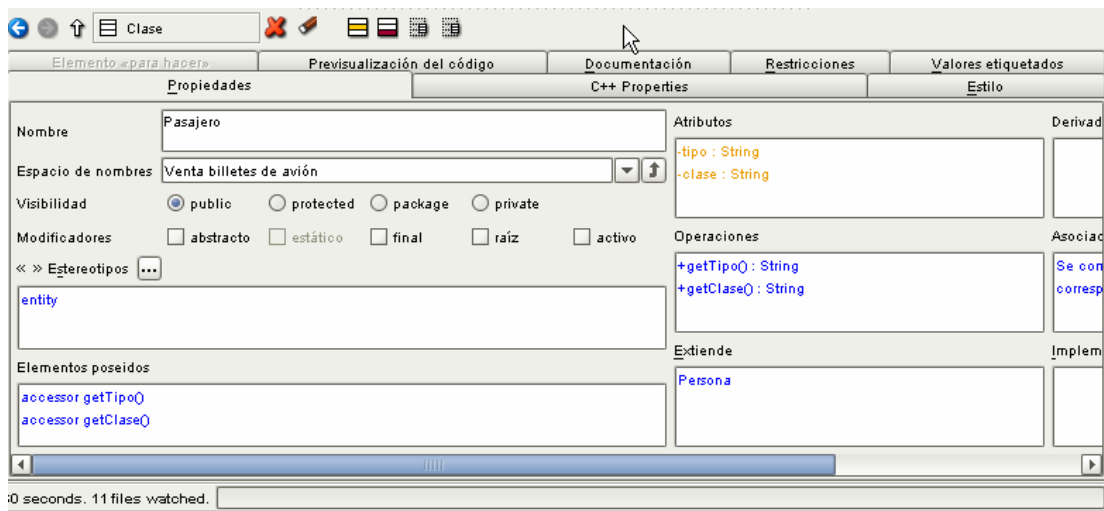 Clase
Elemento «para hacer» Previsualización del código Documentación Restricciones Valores etiquetados
Propiedades C++ Properties Estilo
Nombre Pasajero
Espacio de nombres Venta billetes de avión
Visibilidad public protected package private
Modificadores abstracto estático final raíz activo
« » Estereotipos ...
entity
Elementos poseidos
accessor getTipo()
accessor getClase()
Atributos
-tipo : String
-clase : String
Operaciones
+getTipo() : String
+getClase() : String
Extiende
Persona
Derivad
Asociac
Se con
corresp
Implem
30 seconds. 11 files watched.